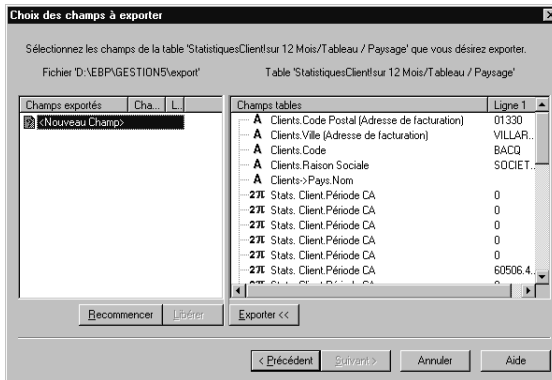 Choix des champs à exporter
Sélectionnez les champs de la table 'StatistiquesClient!sur 12 Mois/Tableau / Paysage' que vous désirez exporter.
Fichier 'D:\EBP\GESTION5\export' Table 'StatistiquesClient!sur 12 Mois/Tableau / Paysage'
Champs exportés Cha... L..
<Nouveau Champ>
Champs tables Ligne 1
A Clients.Code Postal (Adresse de facturation) 01330
A Clients.Ville (Adresse de facturation) VILLAR...
A Clients.Code BACQ
A Clients.Raison Sociale SOCIET...
A Clients->Pays.Nom
2π Stats. Client.Période CA 0
2π Stats. Client.Période CA 0
2π Stats. Client.Période CA 0
2π Stats. Client.Période CA 0
2π Stats. Client.Période CA 60506.4...
Recommencer Libérer Exporter <<
< Précédent Suivant > Annuler Aide